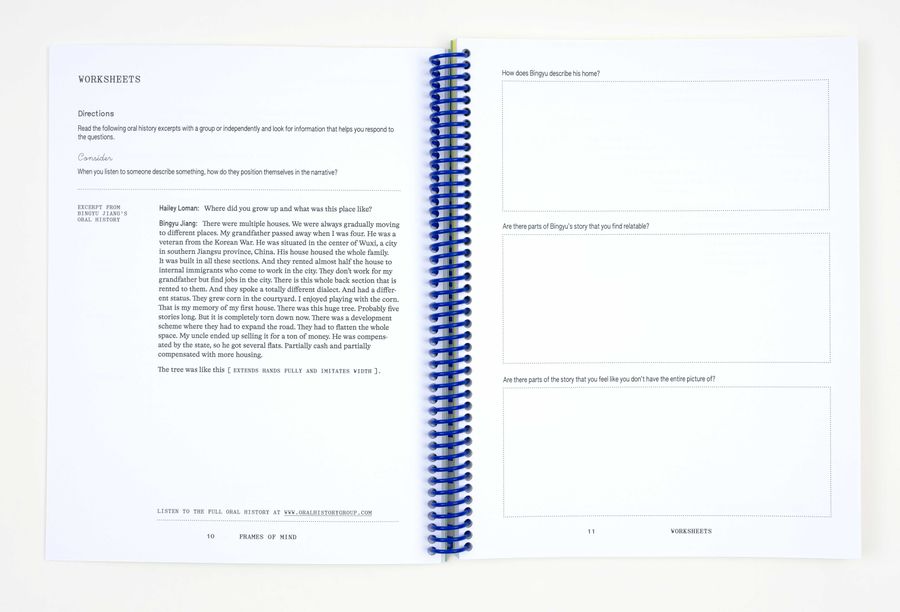 WORKSHEETS
Directions
Read the following oral history excerpts with a group or independently and look for information that helps you respond to
the questions.
Consider
When you listen to someone describe something, how do they position themselves in the narrative?
EXCERPT FROM
BINGYU JIANG'S
ORAL HISTORY
Hailey Loman: Where did you grow up and what was this place like?
Bingyu Jiang: There were multiple houses. We were always gradually moving
to different places. My grandfather passed away when I was four. He was a
veteran from the Korean War. He was situated in the center of Wuxi, a city
in southern Jiangsu province, China. His house housed the whole family.
It was built in all these sections. And they rented almost half the house to
internal immigrants who come to work in the city. They don't work for my
grandfather but find jobs in the city. There is this whole back section that is
rented to them. And they spoke a totally different dialect. And had a differ-
ent status. They grew corn in the courtyard. I enjoyed playing with the corn.
That is my memory of my first house. There was this huge tree. Probably five
stories long. But it is completely torn down now. There was a development
scheme where they had to expand the road. They had to flatten the whole
space. My uncle ended up selling it for a ton of money. He was compens-
ated by the state, so he got several flats. Partially cash and partially
compensated with more housing.
The tree was like this [ EXTENDS HANDS FULLY AND IMITATES WIDTH ].
LISTEN TO THE FULL ORAL HISTORY AT WWW.ORALHISTORYGROUP.COM
10 FRAMES OF MIND
How does Bingyu describe his home?
Are there parts of Bingyu's story that you find relatable?
Are there parts of the story that you feel like you don't have the entire picture of?
11 WORKSHEETS